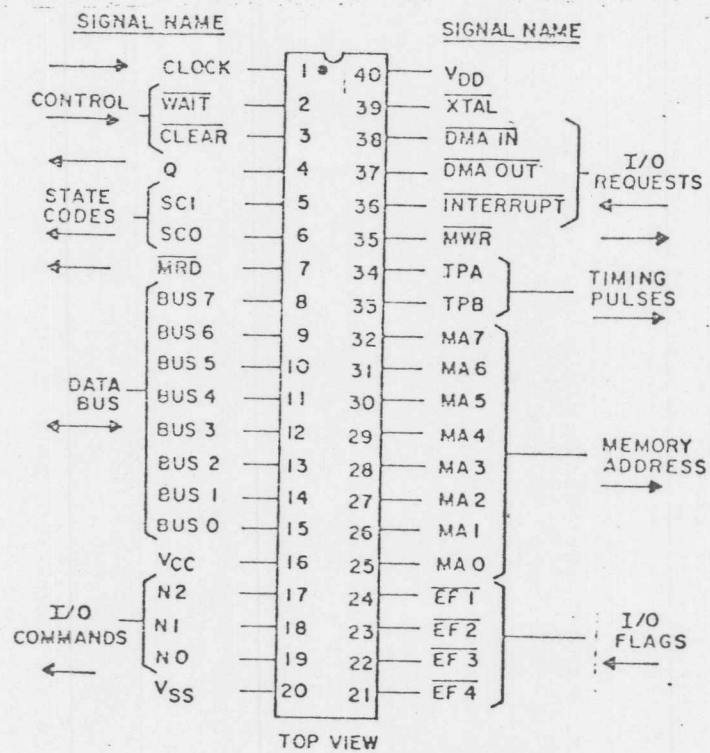 SIGNAL NAME
SIGNAL NAME
CLOCK 1 40 VDD
CONTROL
WAIT 2 39 XTAL
CLEAR 3 38 DMA IN
Q 4 37 DMA OUT
I/O
REQUESTS
STATE
CODES
SC1 5 36 INTERRUPT
SC0 6 35 MWR
MRD 7 34 TPA
TIMING
PULSES
BUS 7 8 33 TPB
BUS 6 9 32 MA7
BUS 5 10 31 MA6
DATA
BUS
BUS 4 11 30 MA5
BUS 3 12 29 MA4
MEMORY
ADDRESS
BUS 2 13 28 MA3
BUS 1 14 27 MA2
BUS 0 15 26 MA1
VCC 16 25 MA0
N2 17 24 EF1
I/O
COMMANDS
N1 18 23 EF2
I/O
FLAGS
N0 19 22 EF3
VSS 20 21 EF4
TOP VIEW